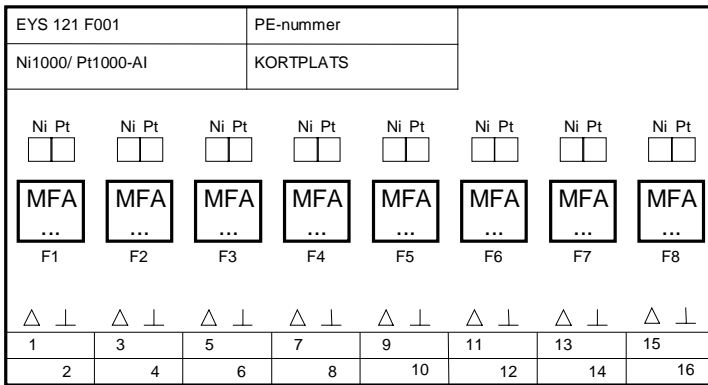 EYS 121 F001 PE-nummer
Ni1000/ Pt1000-AI KORTPLATS
Ni Pt Ni Pt Ni Pt Ni Pt Ni Pt Ni Pt Ni Pt Ni Pt
MFA MFA MFA MFA MFA MFA MFA MFA
... ... ... ... ... ... ... ...
F1 F2 F3 F4 F5 F6 F7 F8
1 3 5 7 9 11 13 15
2 4 6 8 10 12 14 16